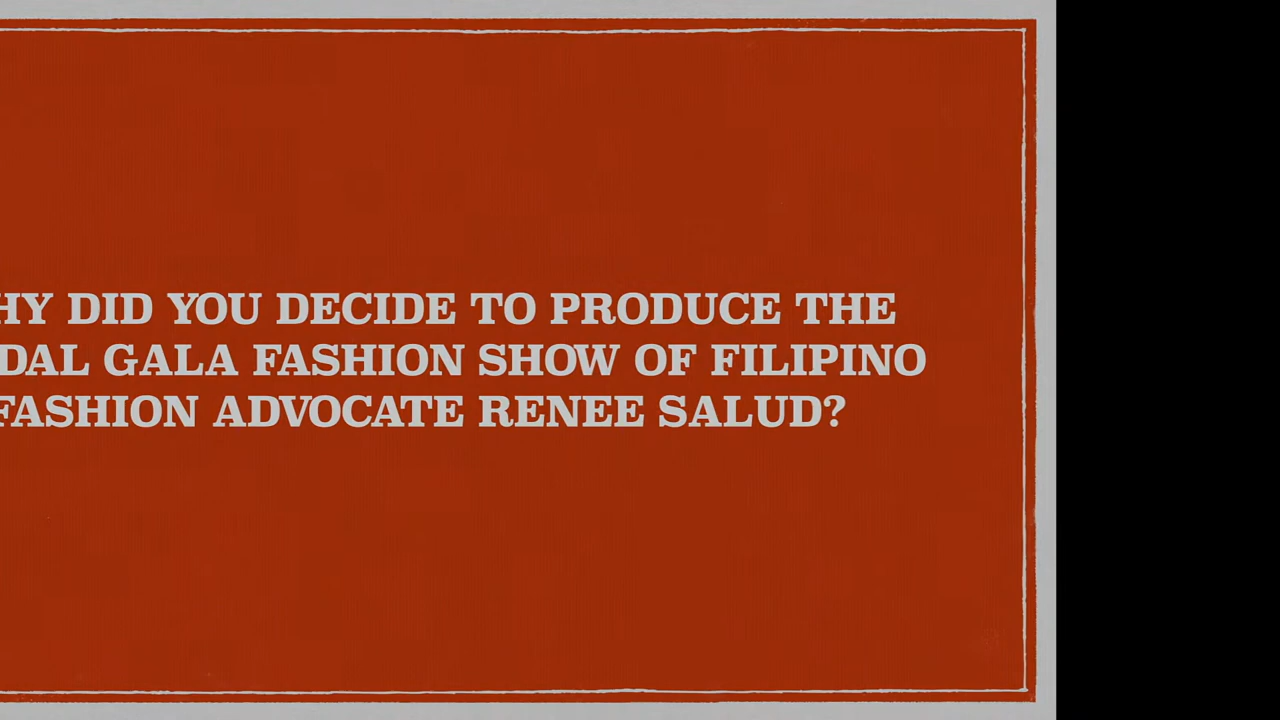 HY DID YOU DECIDE TO PRODUCE THE
DAL GALA FASHION SHOW OF FILIPINO
FASHION ADVOCATE RENEE SALUD?